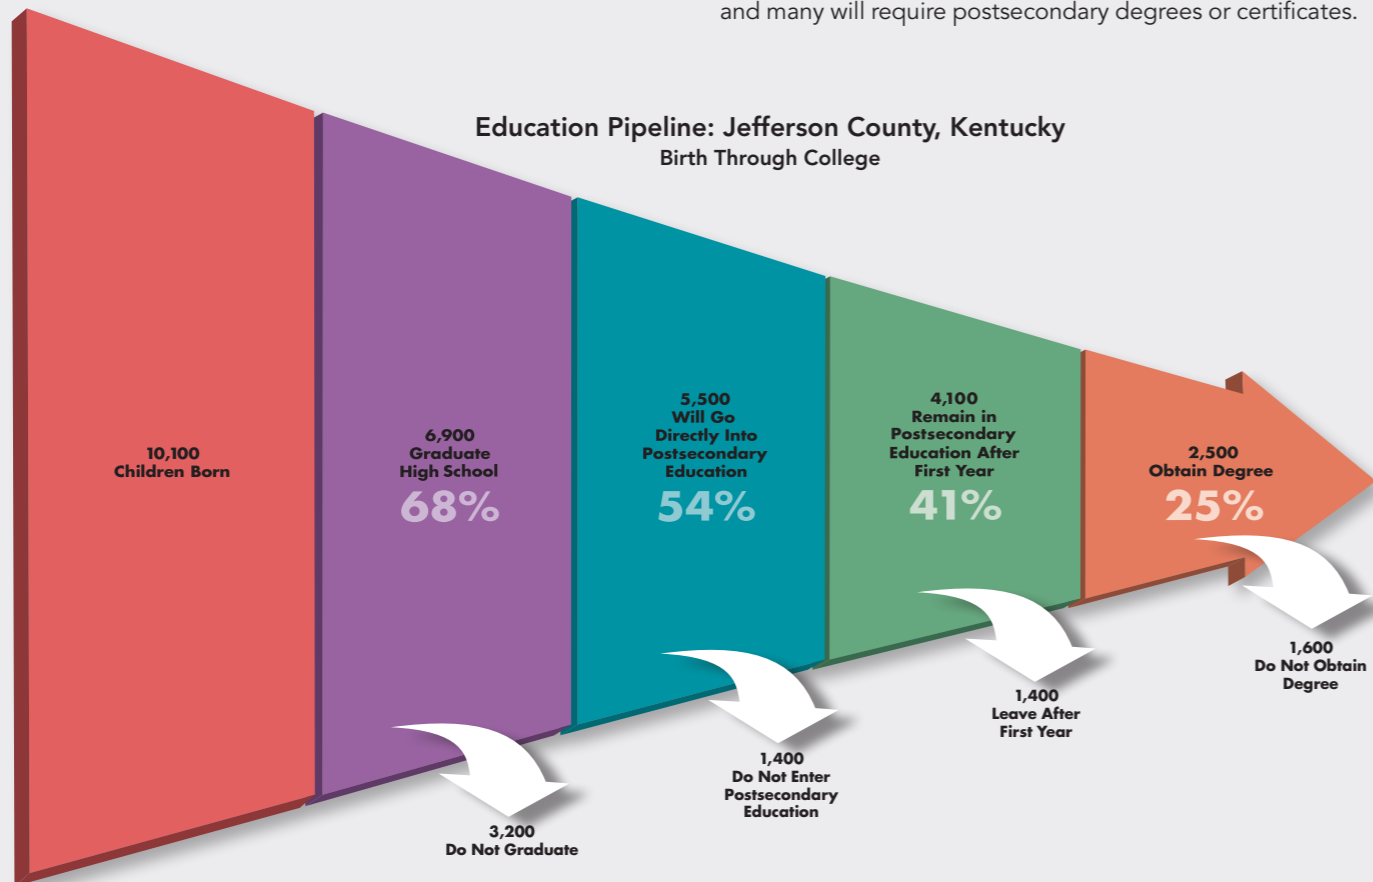 and many will require postsecondary degrees or certificates.
Education Pipeline: Jefferson County, Kentucky
Birth Through College
10,100
Children Born
6,900
Graduate
High School
68%
5,500
Will Go
Directly Into
Postsecondary
Education
54%
4,100
Remain in
Postsecondary
Education After
First Year
41%
2,500
Obtain Degree
25%
3,200
Do Not Graduate
1,400
Do Not Enter
Postsecondary
Education
1,400
Leave After
First Year
1,600
Do Not Obtain
Degree